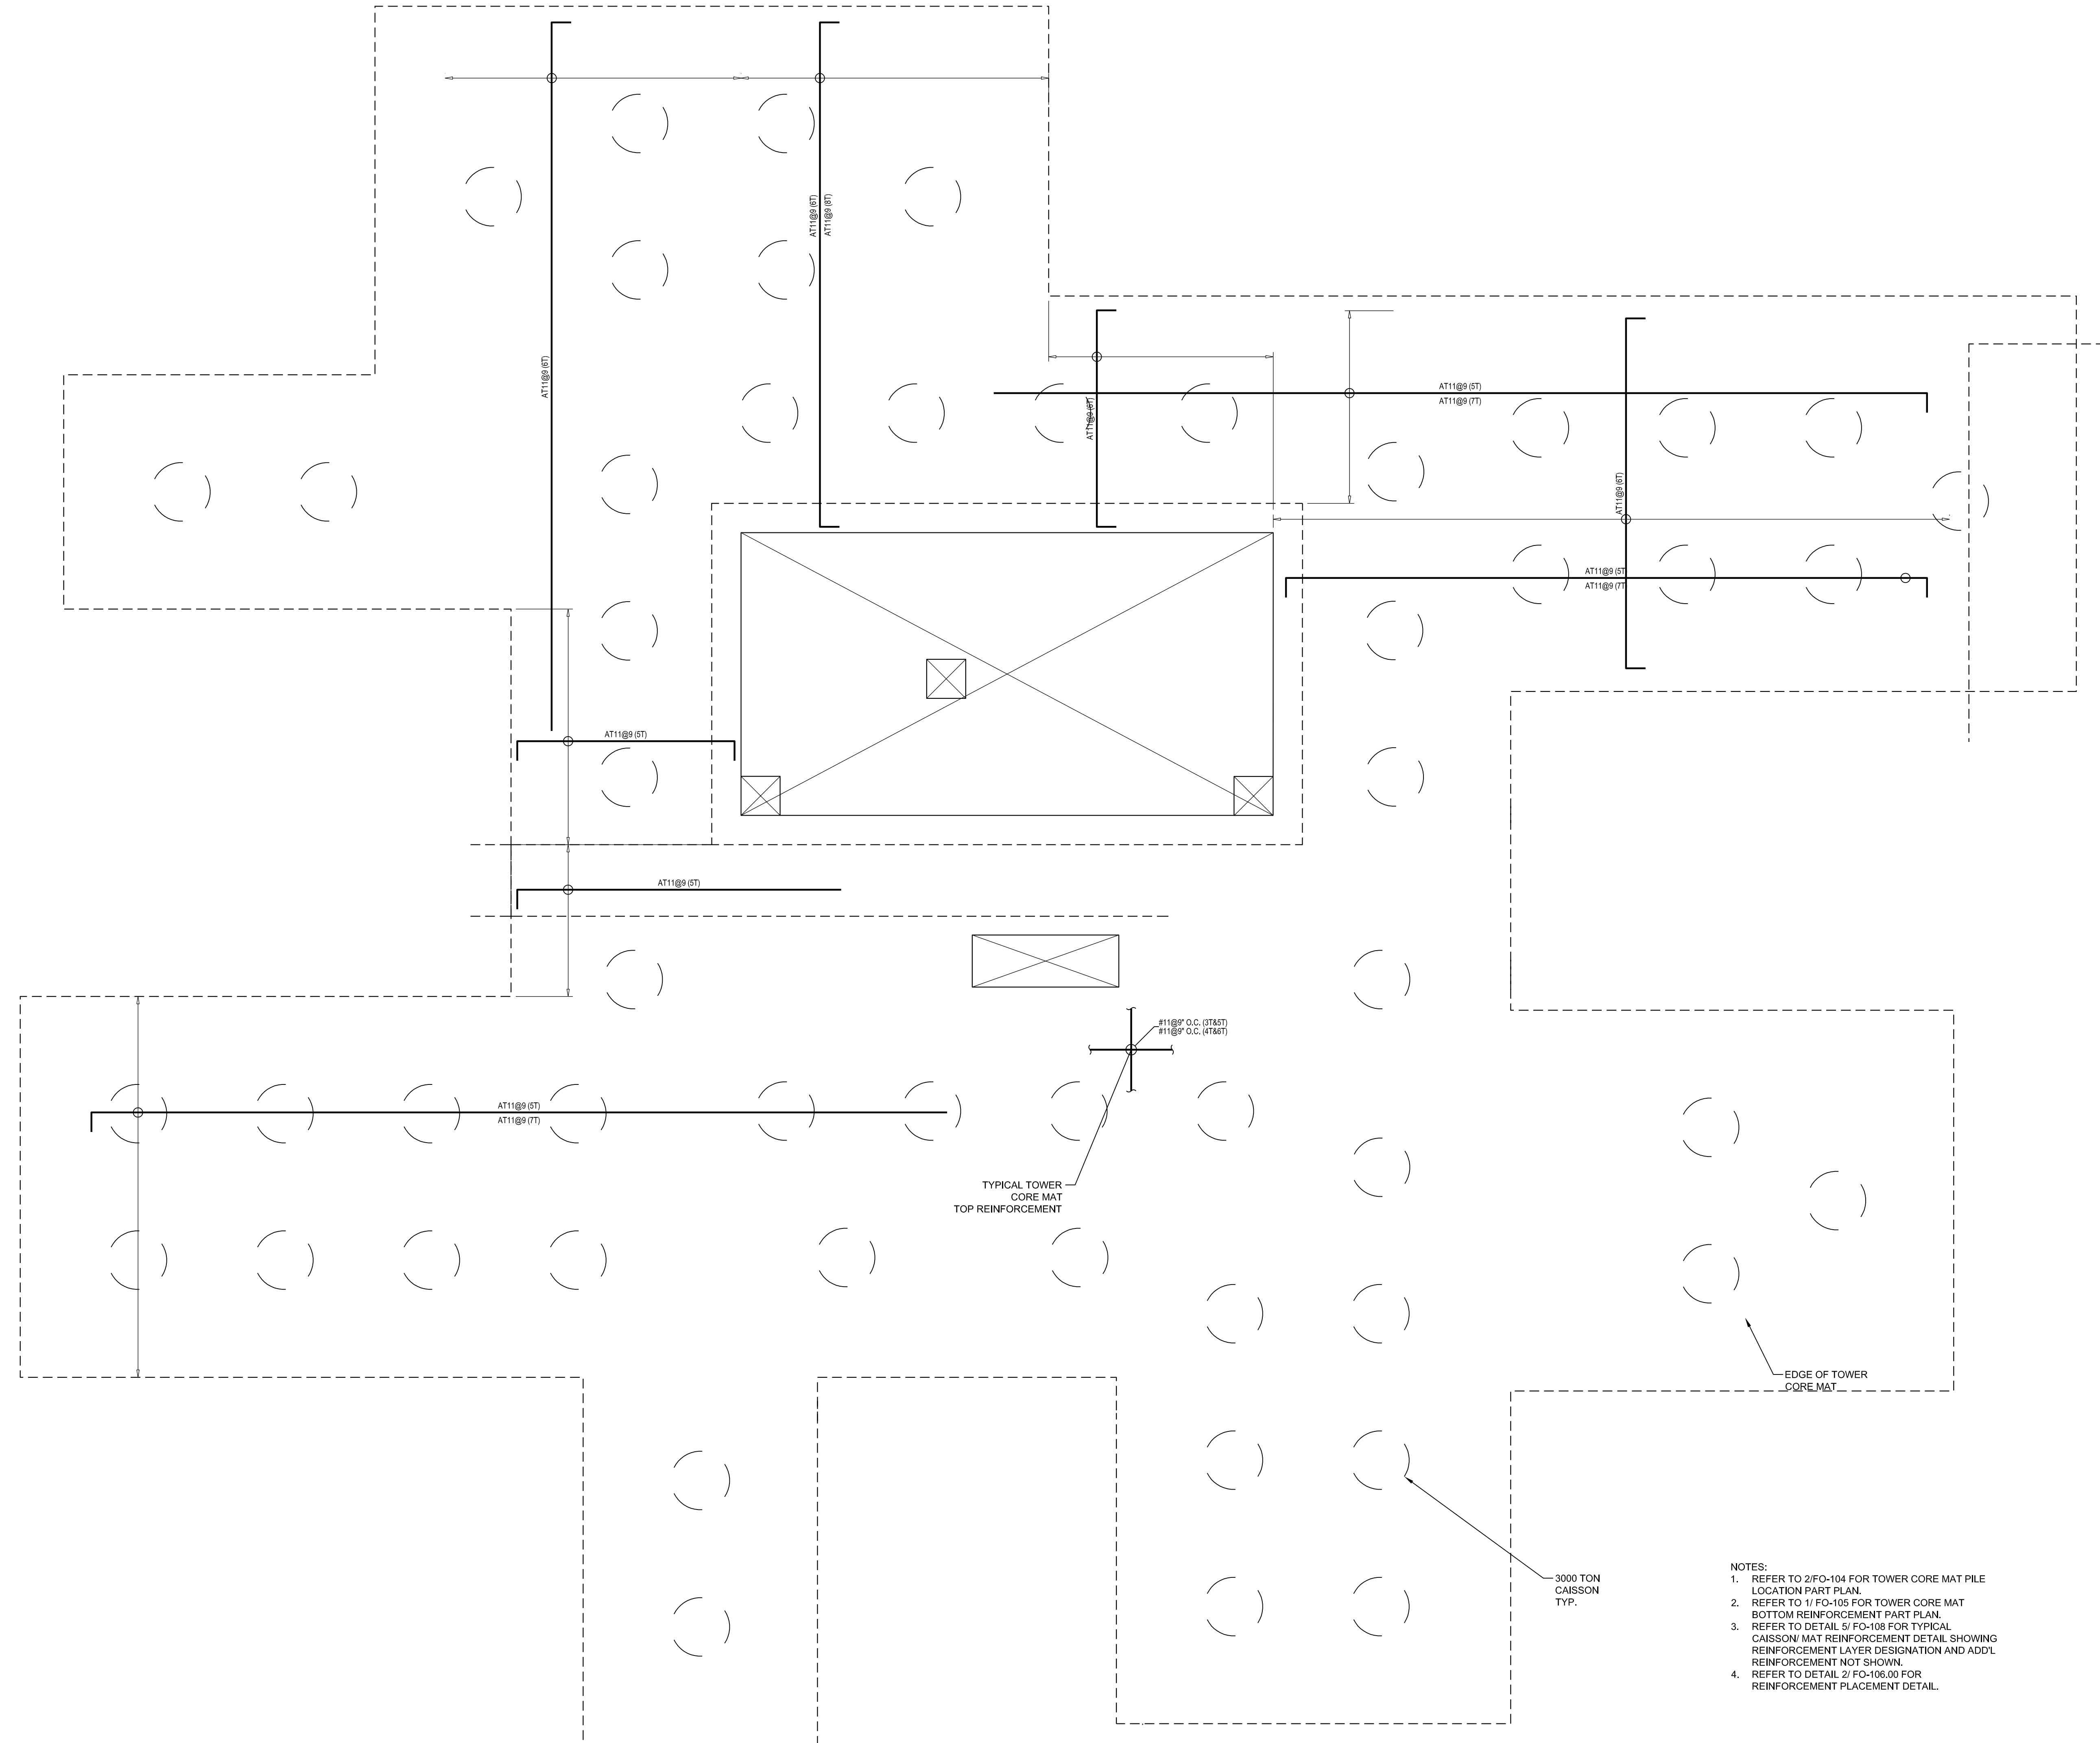 AT11@9 (6T)
AT11@9 (6T)
AT11@9 (8T)
AT11@9 (6T)
AT11@9 (5T)
AT11@9 (7T)
AT11@9 (6T)
AT11@9 (5T
AT11@9 (7T
AT11@9 (5T)
AT11@9 (5T)
#11@9" O.C. (3T&5T)
#11@9" O.C. (4T&6T)
AT11@9 (5T)
AT11@9 (7T)
TYPICAL TOWER
CORE MAT
TOP REINFORCEMENT
EDGE OF TOWER
CORE MAT
3000 TON
CAISSON
TYP.
NOTES:
1. REFER TO 2/FO-104 FOR TOWER CORE MAT PILE
LOCATION PART PLAN.
2. REFER TO 1/ FO-105 FOR TOWER CORE MAT
BOTTOM REINFORCEMENT PART PLAN.
3. REFER TO DETAIL 5/ FO-108 FOR TYPICAL
CAISSON/ MAT REINFORCEMENT DETAIL SHOWING
REINFORCEMENT LAYER DESIGNATION AND ADD'L
REINFORCEMENT NOT SHOWN.
4. REFER TO DETAIL 2/ FO-106.00 FOR
REINFORCEMENT PLACEMENT DETAIL.